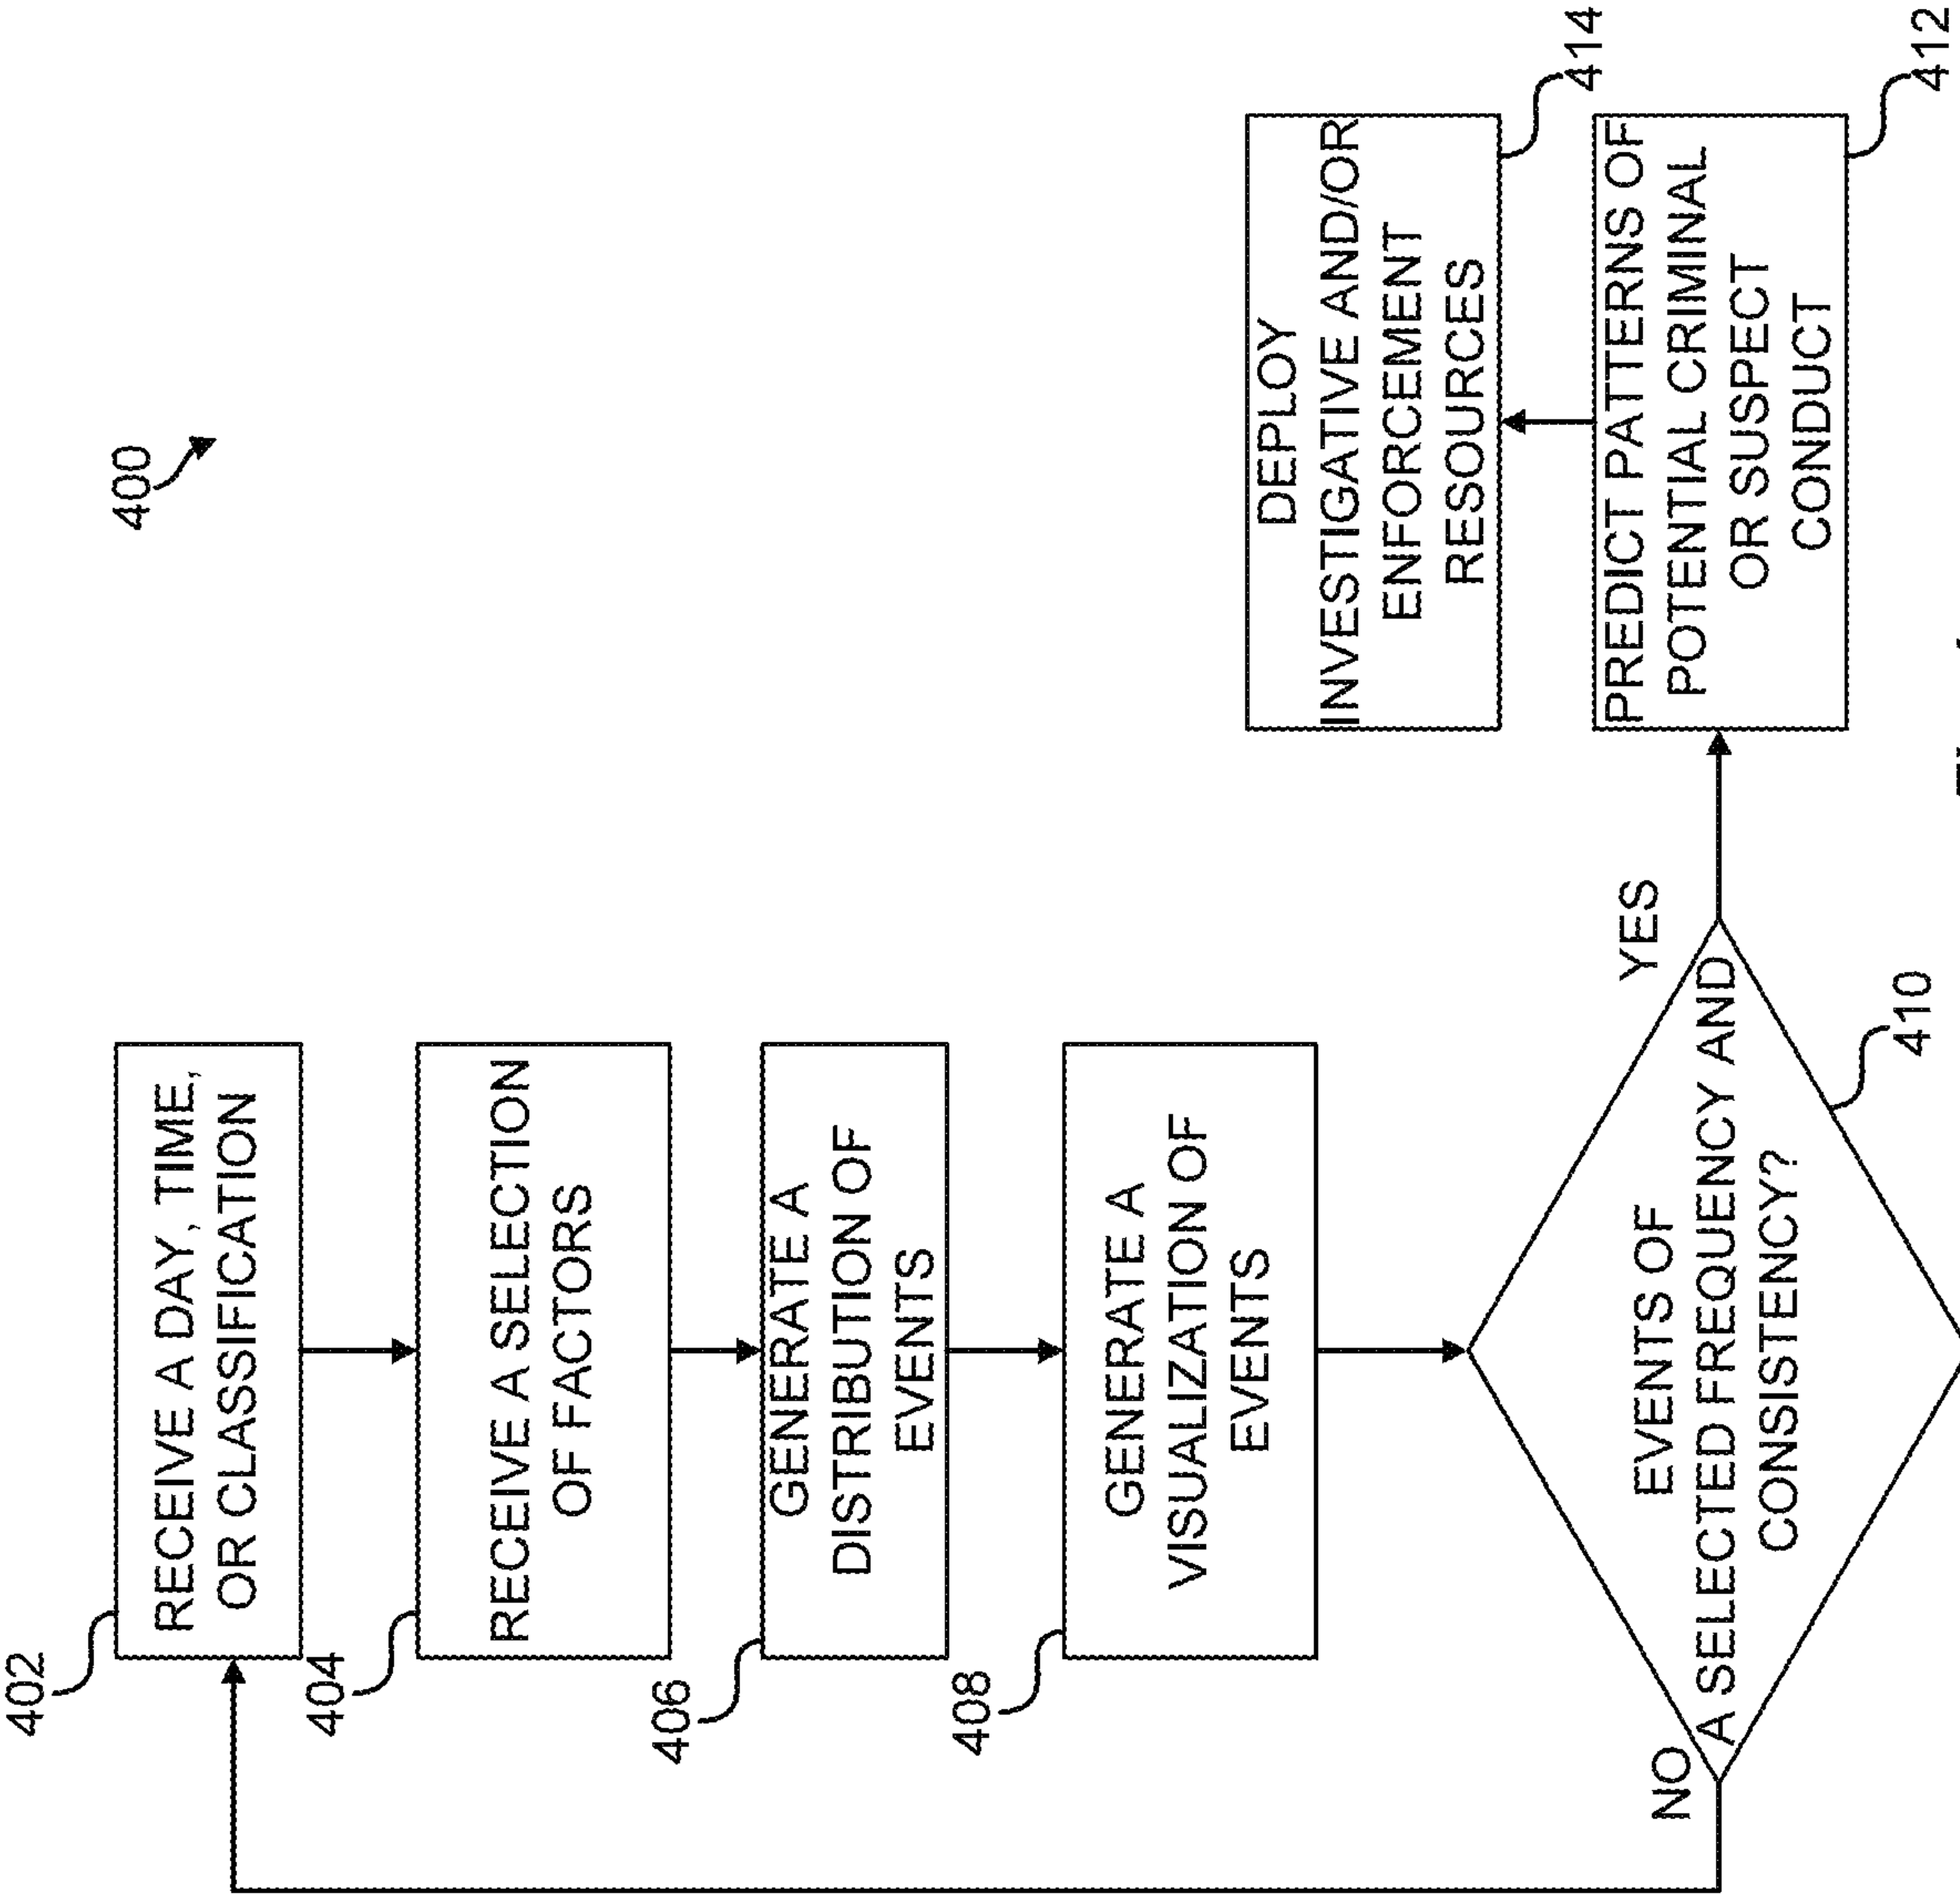 400
402
RECEIVE A DAY, TIME,
OR CLASSIFICATION
404
RECEIVE A SELECTION
OF FACTORS
406
GENERATE A
DISTRIBUTION OF
EVENTS
408
GENERATE A
VISUALIZATION OF
EVENTS
NO
EVENTS OF
A SELECTED FREQUENCY AND
CONSISTENCY?
YES
410
DEPLOY
INVESTIGATIVE AND/OR
ENFORCEMENT
RESOURCES
414
PREDICT PATTERNS OF
POTENTIAL CRIMINAL
OR SUSPECT
CONDUCT
412